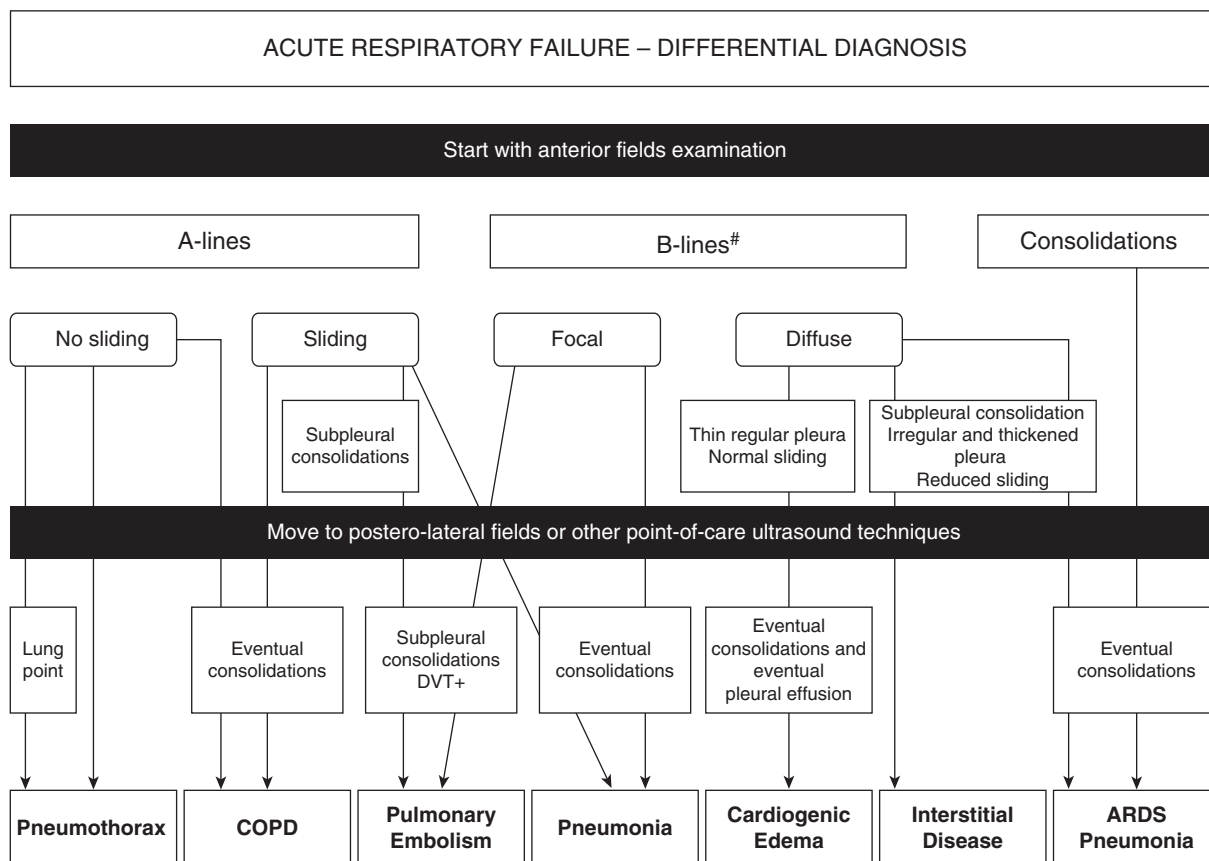 ACUTE RESPIRATORY FAILURE – DIFFERENTIAL DIAGNOSIS
Start with anterior fields examination
A-lines
B-lines#
Consolidations
No sliding
Sliding
Focal
Diffuse
Subpleural
consolidations
Thin regular pleura
Normal sliding
Subpleural consolidation
Irregular and thickened
pleura
Reduced sliding
Move to postero-lateral fields or other point-of-care ultrasound techniques
Lung
point
Eventual
consolidations
Subpleural
consolidations
DVT+
Eventual
consolidations
Eventual
consolidations and
eventual
pleural effusion
Eventual
consolidations
Pneumothorax
COPD
Pulmonary
Embolism
Pneumonia
Cardiogenic
Edema
Interstitial
Disease
ARDS
Pneumonia